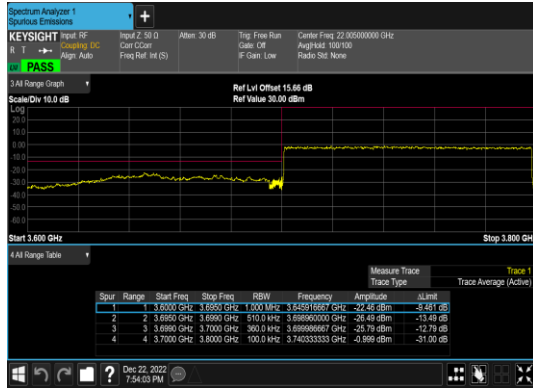 Spectrum Analyzer 1
Spurious Emissions
+
KEYSIGHT Input: RF Input Z: 50 Ω Atten: 30 dB Trig: Free Run Center Freq: 22.005000000 GHz
R T Coupling: DC Corr CCorr Gate: Off Avg|Hold: 100/100
Align: Auto Freq Ref: Int (S) IF Gain: Low Radio Std: None
PASS
3 All Range Graph
Ref Lvl Offset 15.66 dB
Scale/Div 10.0 dB Ref Value 30.00 dBm
Log
20.0
10.0
0.00
-10.0
-20.0
-30.0
-40.0
-50.0
-60.0
Start 3.600 GHz Stop 3.800 GH
4 All Range Table
Measure Trace Trace 1
Trace Type Trace Average (Active)
Spur Range Start Freq Stop Freq RBW Frequency Amplitude ΔLimit
1 1 3.6000 GHz 3.6950 GHz 1.000 MHz 3.645916667 GHz -22.46 dBm -9.461 dB
2 2 3.6950 GHz 3.6990 GHz 510.0 kHz 3.698960000 GHz -26.49 dBm -13.49 dB
3 3 3.6990 GHz 3.7000 GHz 360.0 kHz 3.699986667 GHz -25.79 dBm -12.79 dB
4 4 3.7000 GHz 3.8000 GHz 100.0 kHz 3.740333333 GHz -0.999 dBm -31.00 dB
?
Dec 22, 2022
7:54:03 PM